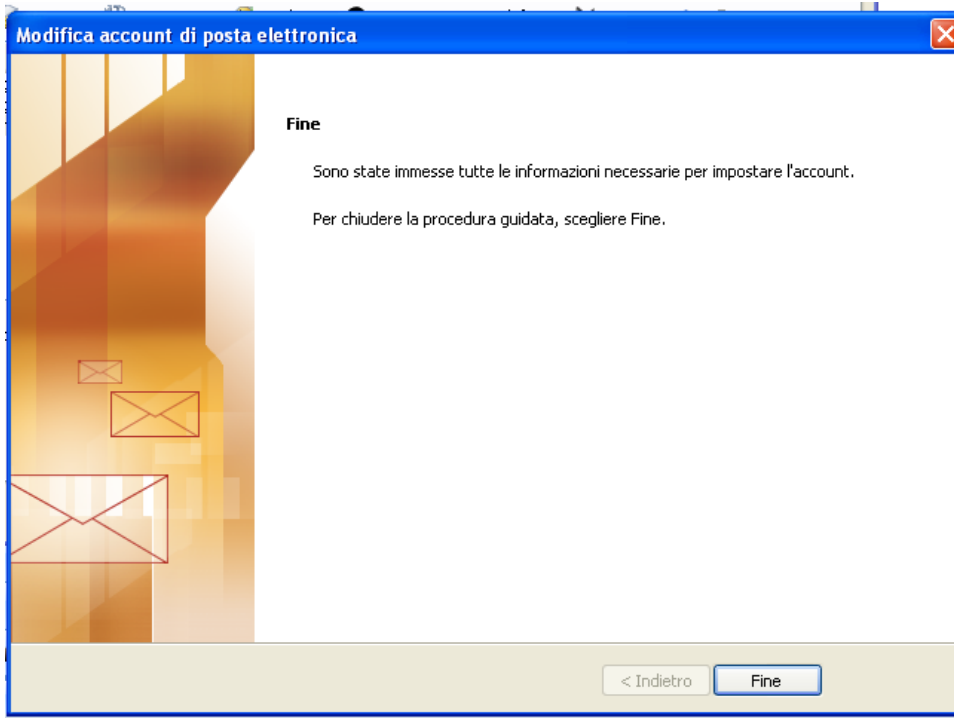 Modifica account di posta elettronica
Fine
Sono state immesse tutte le informazioni necessarie per impostare l'account.
Per chiudere la procedura guidata, scegliere Fine.
< Indietro
Fine